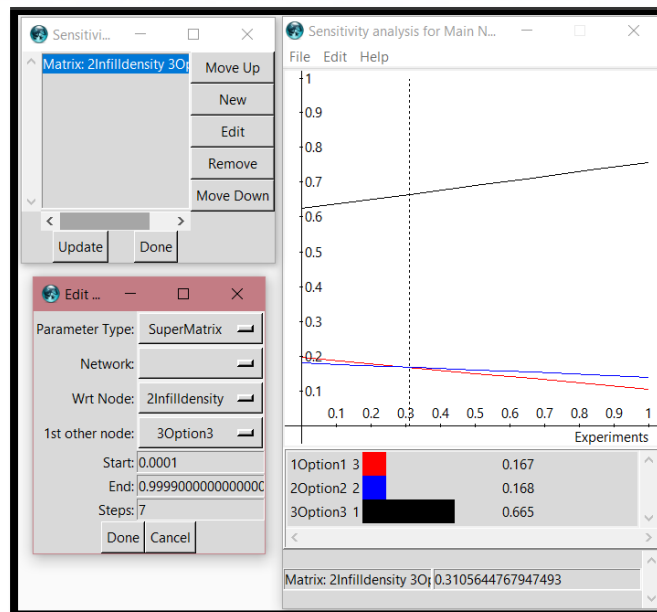 Sensitivi...
Matrix: 2Infilldensity 3Op
Move Up
New
Edit
Remove
Move Down
Update Done
Edit ...
Parameter Type: SuperMatrix
Network:
Wrt Node: 2Infilldensity
1st other node: 3Option3
Start: 0.0001
End: 0.9999000000000000
Steps: 7
Done Cancel
Sensitivity analysis for Main N...
File Edit Help
1
0.9
0.8
0.7
0.6
0.5
0.4
0.3
0.2
0.1
0.1 0.2 0.3 0.4 0.5 0.6 0.7 0.8 0.9 1
Experiments
1Option1 3 0.167
2Option2 2 0.168
3Option3 1 0.665
Matrix: 2Infilldensity 3Op 0.3105644767947493